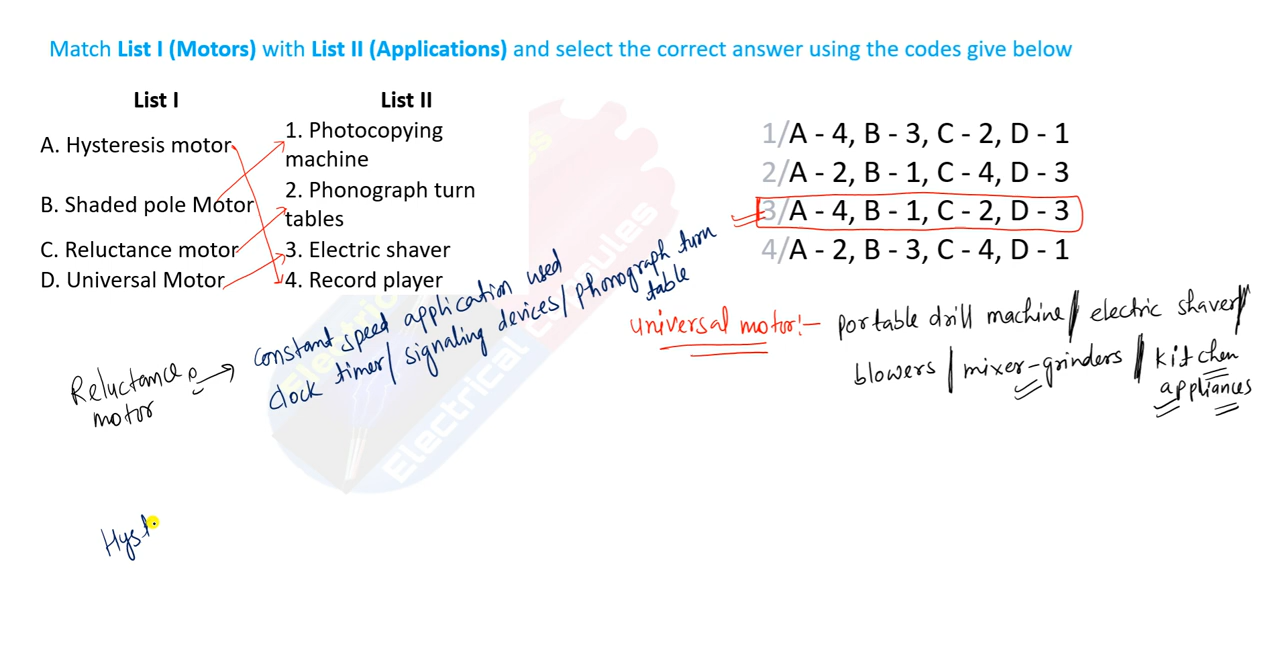 Match List I (Motors) with List II (Applications) and select the correct answer using the codes give below
List I
A. Hysteresis motor
B. Shaded pole Motor
C. Reluctance motor
D. Universal Motor
List II
1. Photocopying
machine
2. Phonograph turn
tables
3. Electric shaver
4. Record player
1/A - 4, B - 3, C - 2, D - 1
2/A - 2, B - 1, C - 4, D - 3
3/A - 4, B - 1, C - 2, D - 3
4/A - 2, B - 3, C - 4, D - 1
Reluctance
motor
constant speed application used
clock timer/ signaling devices/ phonograph turn
table
universal motor:- portable drill machine/ electric shaver/
blowers / mixer-grinders / kitchen
appliances
Hyst
Electrical